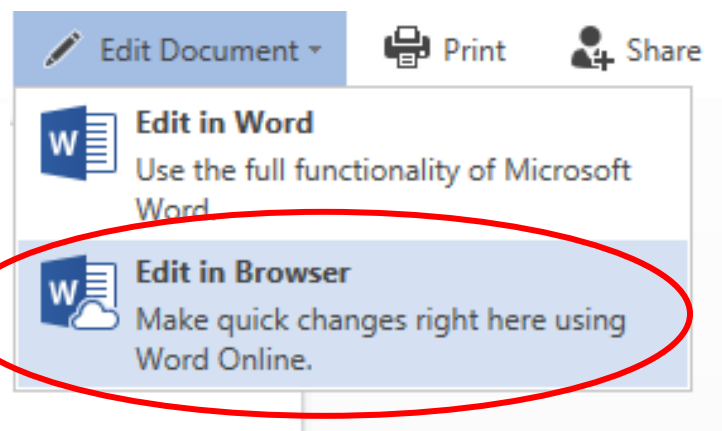 Edit Document Print Share
W Edit in Word
Use the full functionality of Microsoft
Word.
W Edit in Browser
Make quick changes right here using
Word Online.